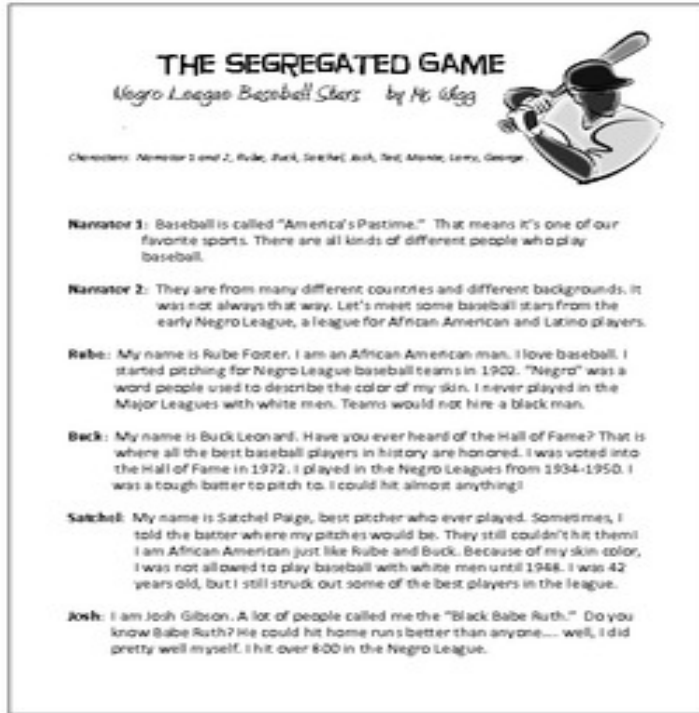 THE SEGREGATED GAME
Negro League Baseball Stars by Mr. Wigg
Characters: Narrator 1 and 2, Rube, Buck, Satchel, Josh, Ted, Monte, Larry, George.
Narrator 1: Baseball is called "America's Pastime." That means it's one of our
favorite sports. There are all kinds of different people who play
baseball.
Narrator 2: They are from many different countries and different backgrounds. It
was not always that way. Let's meet some baseball stars from the
early Negro League, a league for African American and Latino players.
Rube: My name is Rube Foster. I am an African American man. I love baseball. I
started pitching for Negro League baseball teams in 1902. "Negro" was a
word people used to describe the color of my skin. I never played in the
Major Leagues with white men. Teams would not hire a black man.
Buck: My name is Buck Leonard. Have you ever heard of the Hall of Fame? That is
where all the best baseball players in history are honored. I was voted into
the Hall of Fame in 1972. I played in the Negro Leagues from 1934-1950. I
was a tough batter to pitch to. I could hit almost anything!
Satchel: My name is Satchel Paige, best pitcher who ever played. Sometimes, I
told the batter where my pitches would be. They still couldn't hit them!
I am African American just like Rube and Buck. Because of my skin color,
I was not allowed to play baseball with white men until 1948. I was 42
years old, but I still struck out some of the best players in the league.
Josh: I am Josh Gibson. A lot of people called me the "Black Babe Ruth." Do you
know Babe Ruth? He could hit home runs better than anyone.... well, I did
pretty well myself. I hit over 800 in the Negro League.